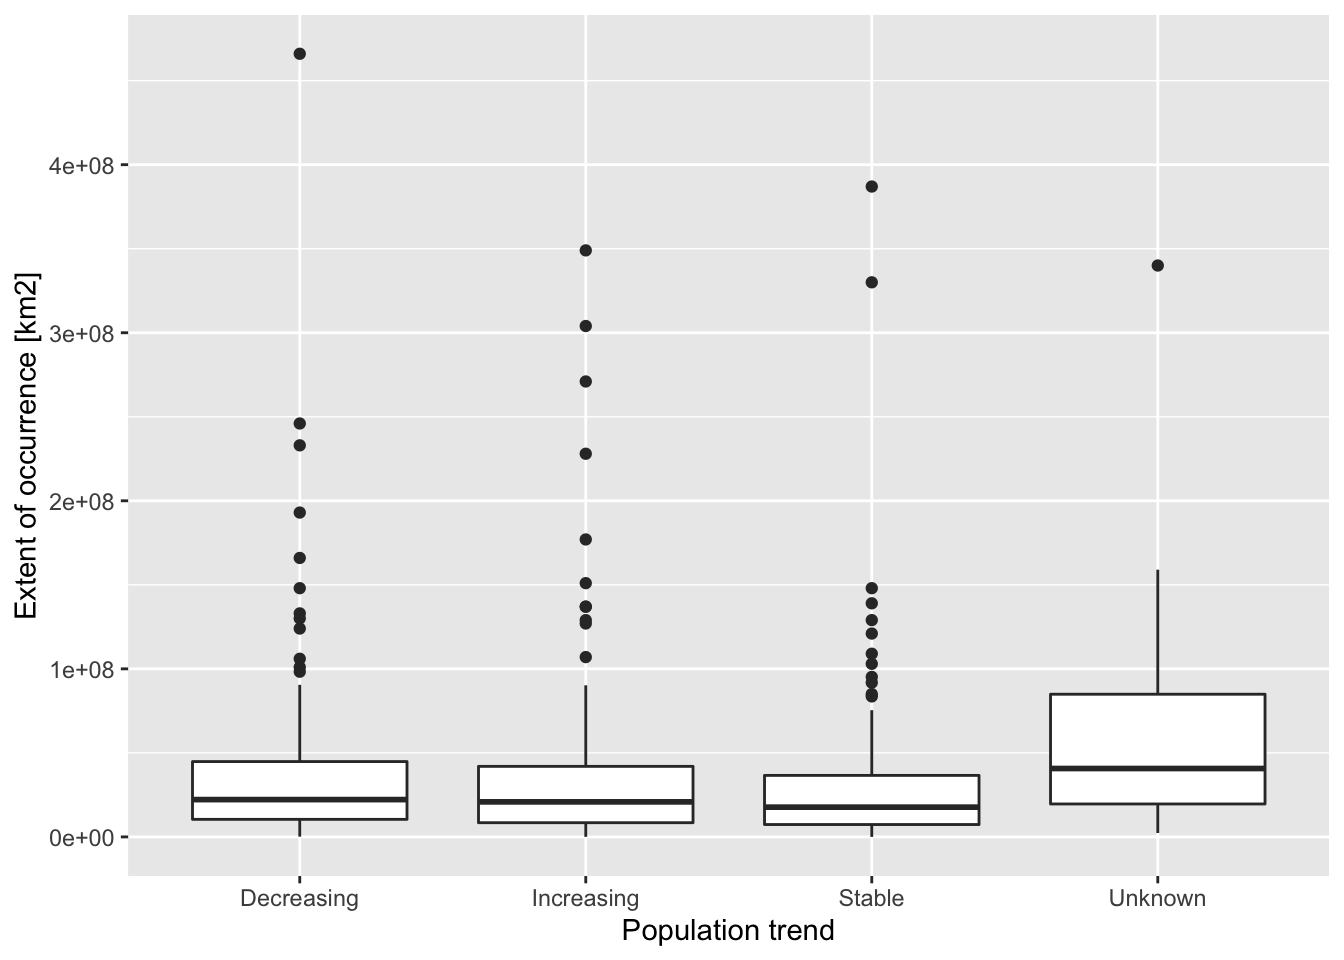 Extent of occurrence [km2]
4e+08
3e+08
2e+08
1e+08
0e+00
Decreasing Increasing Stable Unknown
Population trend